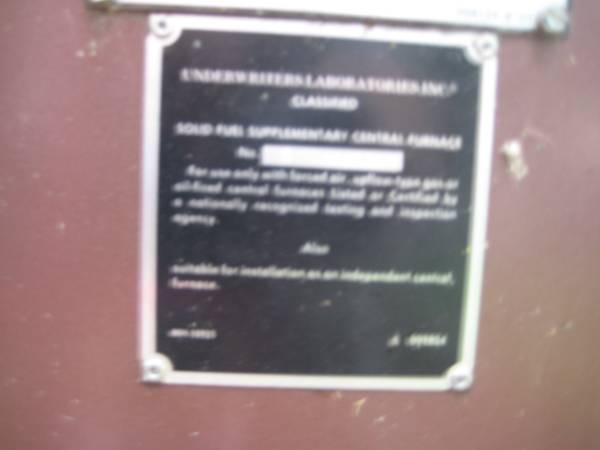 UNDERWRITERS LABORATORIES INC.®
CLASSIFIED
SOLID FUEL SUPPLEMENTARY CENTRAL FURNACE
No.
For use only with forced air, upflow type gas or
oil-fired central furnaces listed or certified by
a nationally recognized testing and inspection
agency.
Also
suitable for installation as an independent central
furnace.